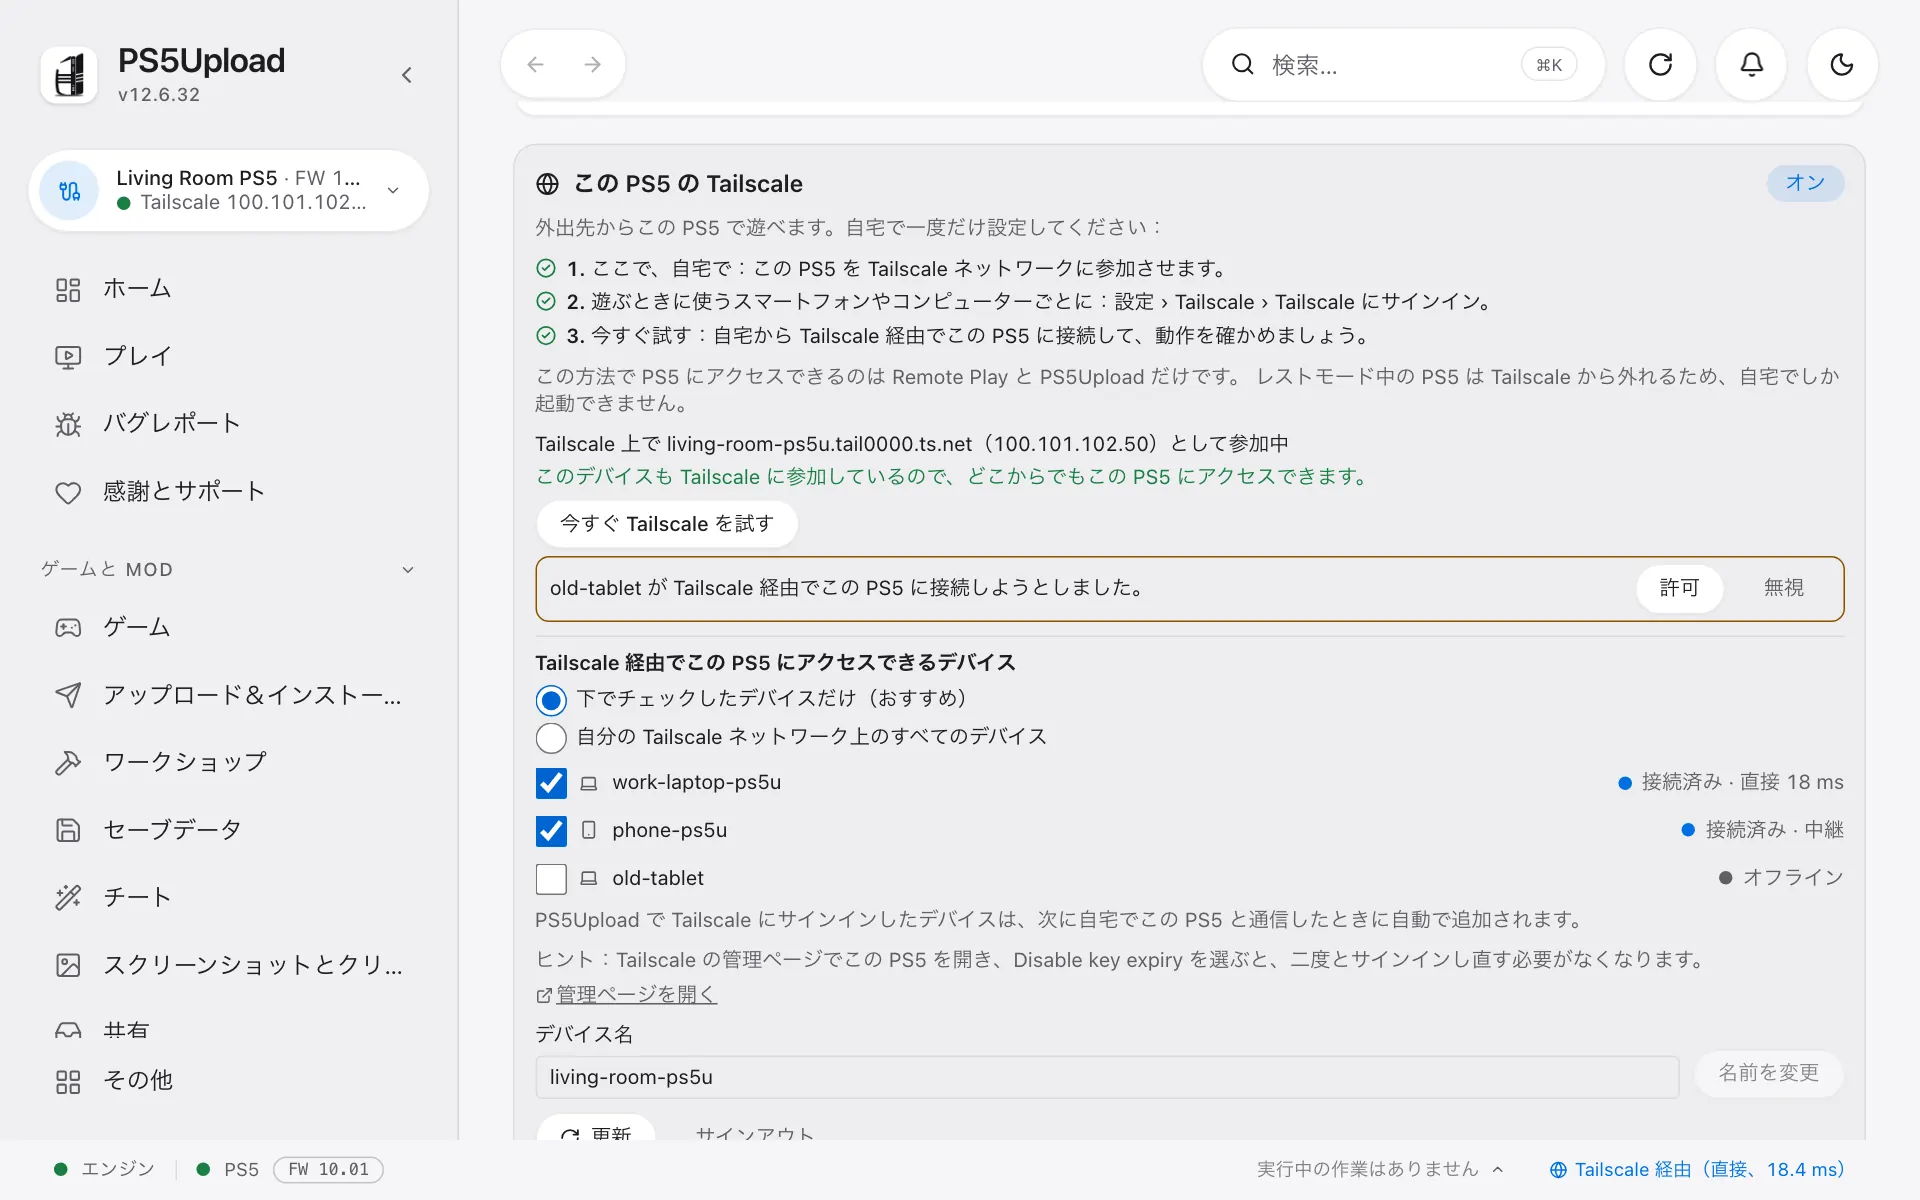 PS5Upload
v12.6.32
Living Room PS5 · FW 1...
Tailscale 100.101.102...
ホーム
プレイ
バグレポート
感謝とサポート
ゲームと MOD
ゲーム
アップロード＆インストー...
ワークショップ
セーブデータ
チート
スクリーンショットとクリ...
共有
その他
検索...
⌘K
この PS5 の Tailscale
オン
外出先からこの PS5 で遊べます。自宅で一度だけ設定してください：
1. ここで、自宅で：この PS5 を Tailscale ネットワークに参加させます。
2. 遊ぶときに使うスマートフォンやコンピューターごとに：設定 › Tailscale › Tailscale にサインイン。
3. 今すぐ試す：自宅から Tailscale 経由でこの PS5 に接続して、動作を確かめましょう。
この方法で PS5 にアクセスできるのは Remote Play と PS5Upload だけです。 レストモード中の PS5 は Tailscale から外れるため、自宅でしか
起動できません。
Tailscale 上で living-room-ps5u.tail0000.ts.net（100.101.102.50）として参加中
このデバイスも Tailscale に参加しているので、どこからでもこの PS5 にアクセスできます。
今すぐ Tailscale を試す
old-tablet が Tailscale 経由でこの PS5 に接続しようとしました。
許可
無視
Tailscale 経由でこの PS5 にアクセスできるデバイス
下でチェックしたデバイスだけ（おすすめ）
自分の Tailscale ネットワーク上のすべてのデバイス
work-laptop-ps5u
接続済み · 直接 18 ms
phone-ps5u
接続済み · 中継
old-tablet
オフライン
PS5Upload で Tailscale にサインインしたデバイスは、次に自宅でこの PS5 と通信したときに自動で追加されます。
ヒント：Tailscale の管理ページでこの PS5 を開き、Disable key expiry を選ぶと、二度とサインインし直す必要がなくなります。
管理ページを開く
デバイス名
living-room-ps5u
名前を変更
更新
サインアウト
エンジン
PS5
FW 10.01
実行中の作業はありません
Tailscale 経由（直接、18.4 ms）